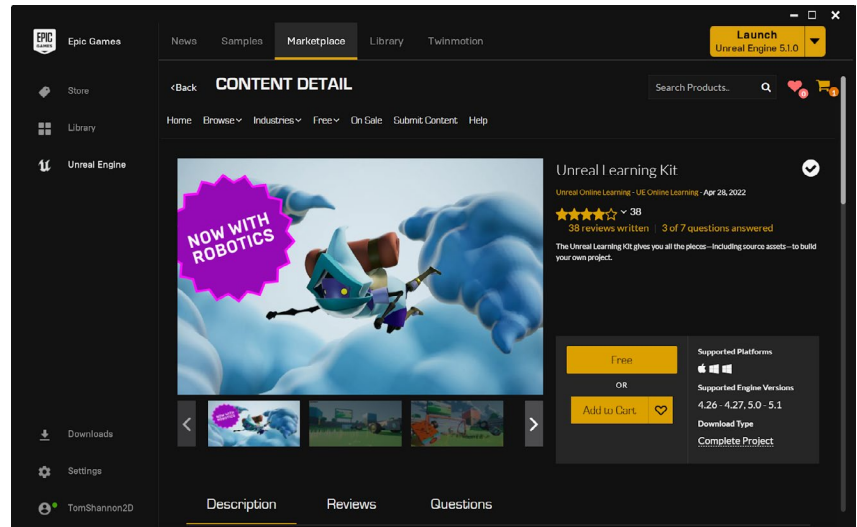 EPIC
GAMES
Epic Games
News
Samples
Marketplace
Library
Twinmotion
Launch
Unreal Engine 5.1.0
Store
Library
Unreal Engine
Downloads
Settings
TomShannon2D
<Back
CONTENT DETAIL
Search Products..
0
1
Home
Browse
Industries
Free
On Sale
Submit Content
Help
NOW WITH
ROBOTICS
Unreal Learning Kit
Unreal Online Learning - UE Online Learning - Apr 28, 2022
38
38 reviews written | 3 of 7 questions answered
The Unreal Learning Kit gives you all the pieces—including source assets—to build
your own project.
Free
OR
Add to Cart
Supported Platforms
Supported Engine Versions
4.26 - 4.27, 5.0 - 5.1
Download Type
Complete Project
NOW WITH
ROBOTICS
Description
Reviews
Questions